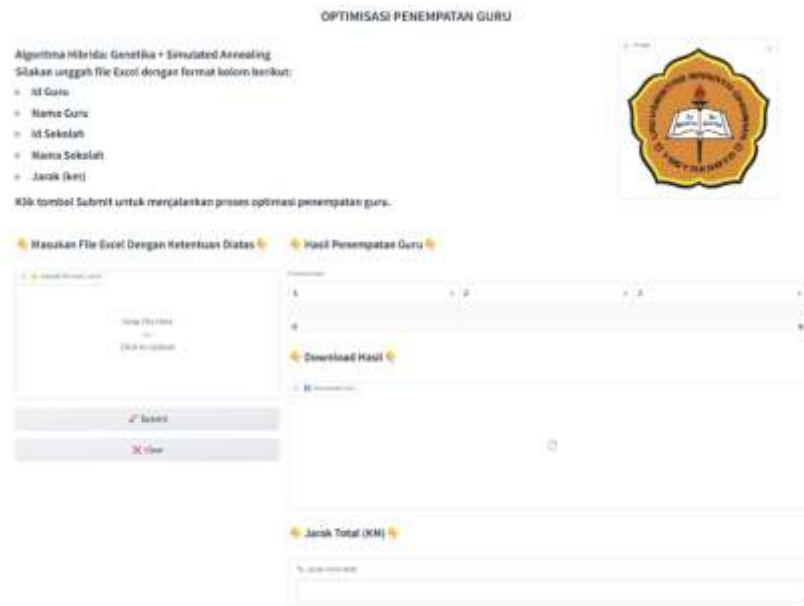 OPTIMISASI PENEMPATAN GURU
Algoritma Hibrida: Genetika + Simulated Annealing
Silakan unggah file Excel dengan format kolom berikut:
Id Guru
Nama Guru
Id Sekolah
Nama Sekolah
Jarak (km)
Klik tombol Submit untuk menjalankan proses optimasi penempatan guru.
👇 Masukan File Excel Dengan Ketentuan Diatas 👇
👇 Hasil Penempatan Guru 👇
1 2 3
Drop File Here
Click to Upload
👇 Download Hasil 👇
Submit
Clear
👇 Jarak Total (KM) 👇